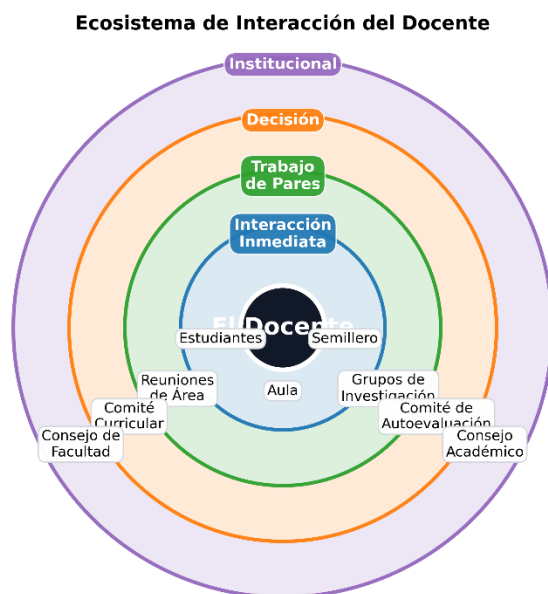 Ecosistema de Interacción del Docente
Institucional
Decisión
Trabajo
de Pares
Interacción
Inmediata
El Docente
Estudiantes
Semillero
Aula
Reuniones
de Área
Grupos de
Investigación
Comité
Curricular
Comité de
Autoevaluación
Consejo de
Facultad
Consejo
Académico